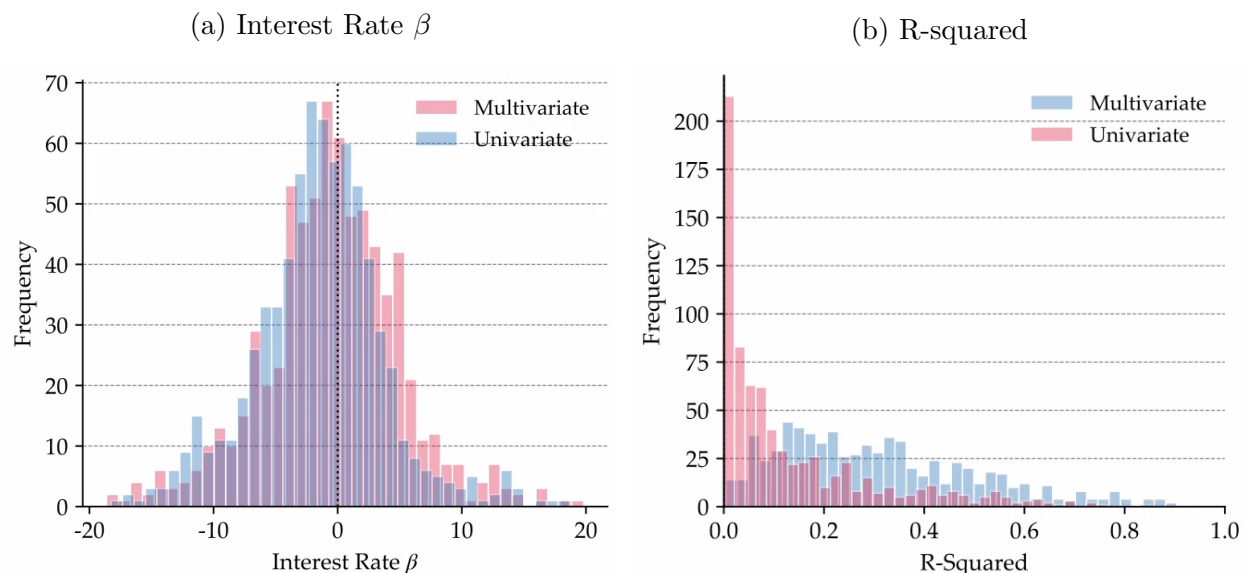 (a) Interest Rate β
70
60
50
40
30
20
10
0
Frequency
Multivariate
Univariate
-20 -10 0 10 20
Interest Rate β
(b) R-squared
200
175
150
125
100
75
50
25
0
Frequency
Multivariate
Univariate
0.0 0.2 0.4 0.6 0.8 1.0
R-Squared